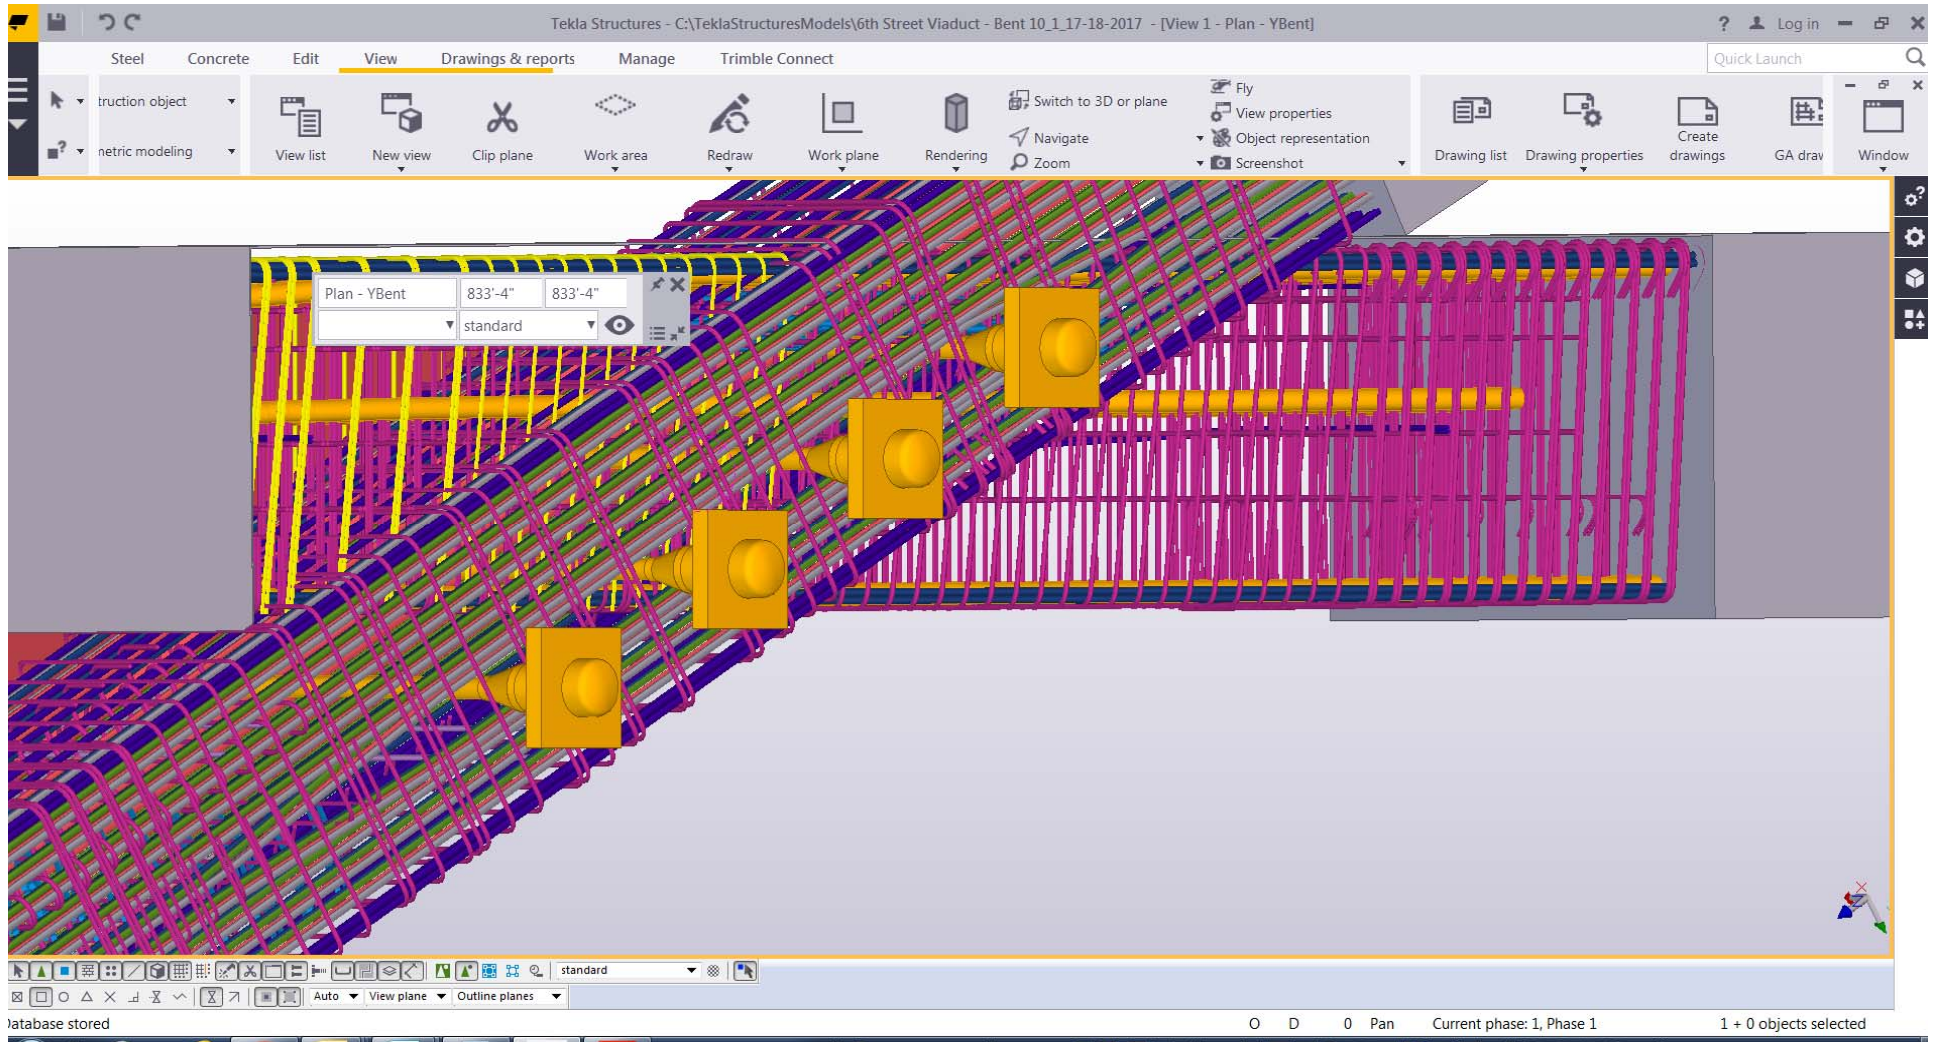 Tekla Structures - C:\TeklaStructuresModels\6th Street Viaduct - Bent 10_1_17-18-2017 - [View 1 - Plan - YBent]
? Log in
Steel Concrete Edit View Drawings & reports Manage Trimble Connect
Quick Launch
truction object
netric modeling
View list
New view
Clip plane
Work area
Redraw
Work plane
Rendering
Switch to 3D or plane
Navigate
Zoom
Fly
View properties
Object representation
Screenshot
Drawing list
Drawing properties
Create
drawings
GA draw
Window
Plan - YBent 833'-4" 833'-4"
standard
standard
Auto View plane Outline planes
Database stored
O D 0 Pan Current phase: 1, Phase 1 1 + 0 objects selected